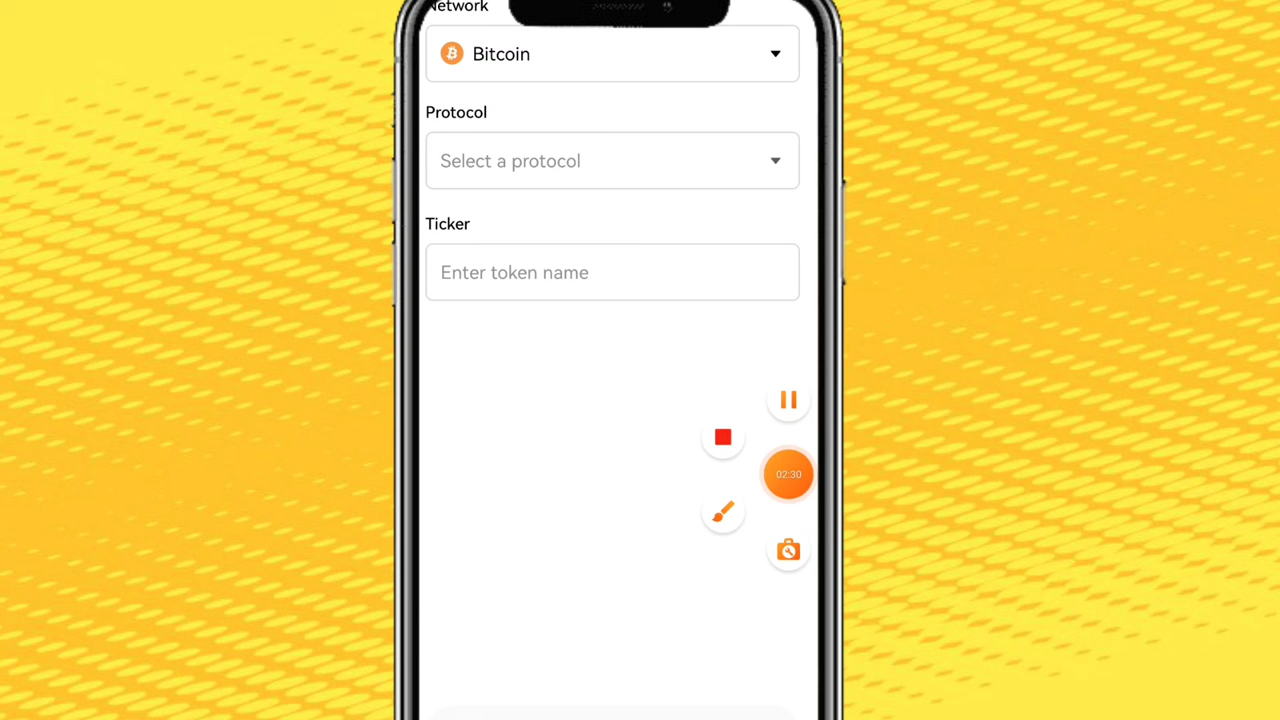 Network
Bitcoin
Protocol
Select a protocol
Ticker
Enter token name
02:30